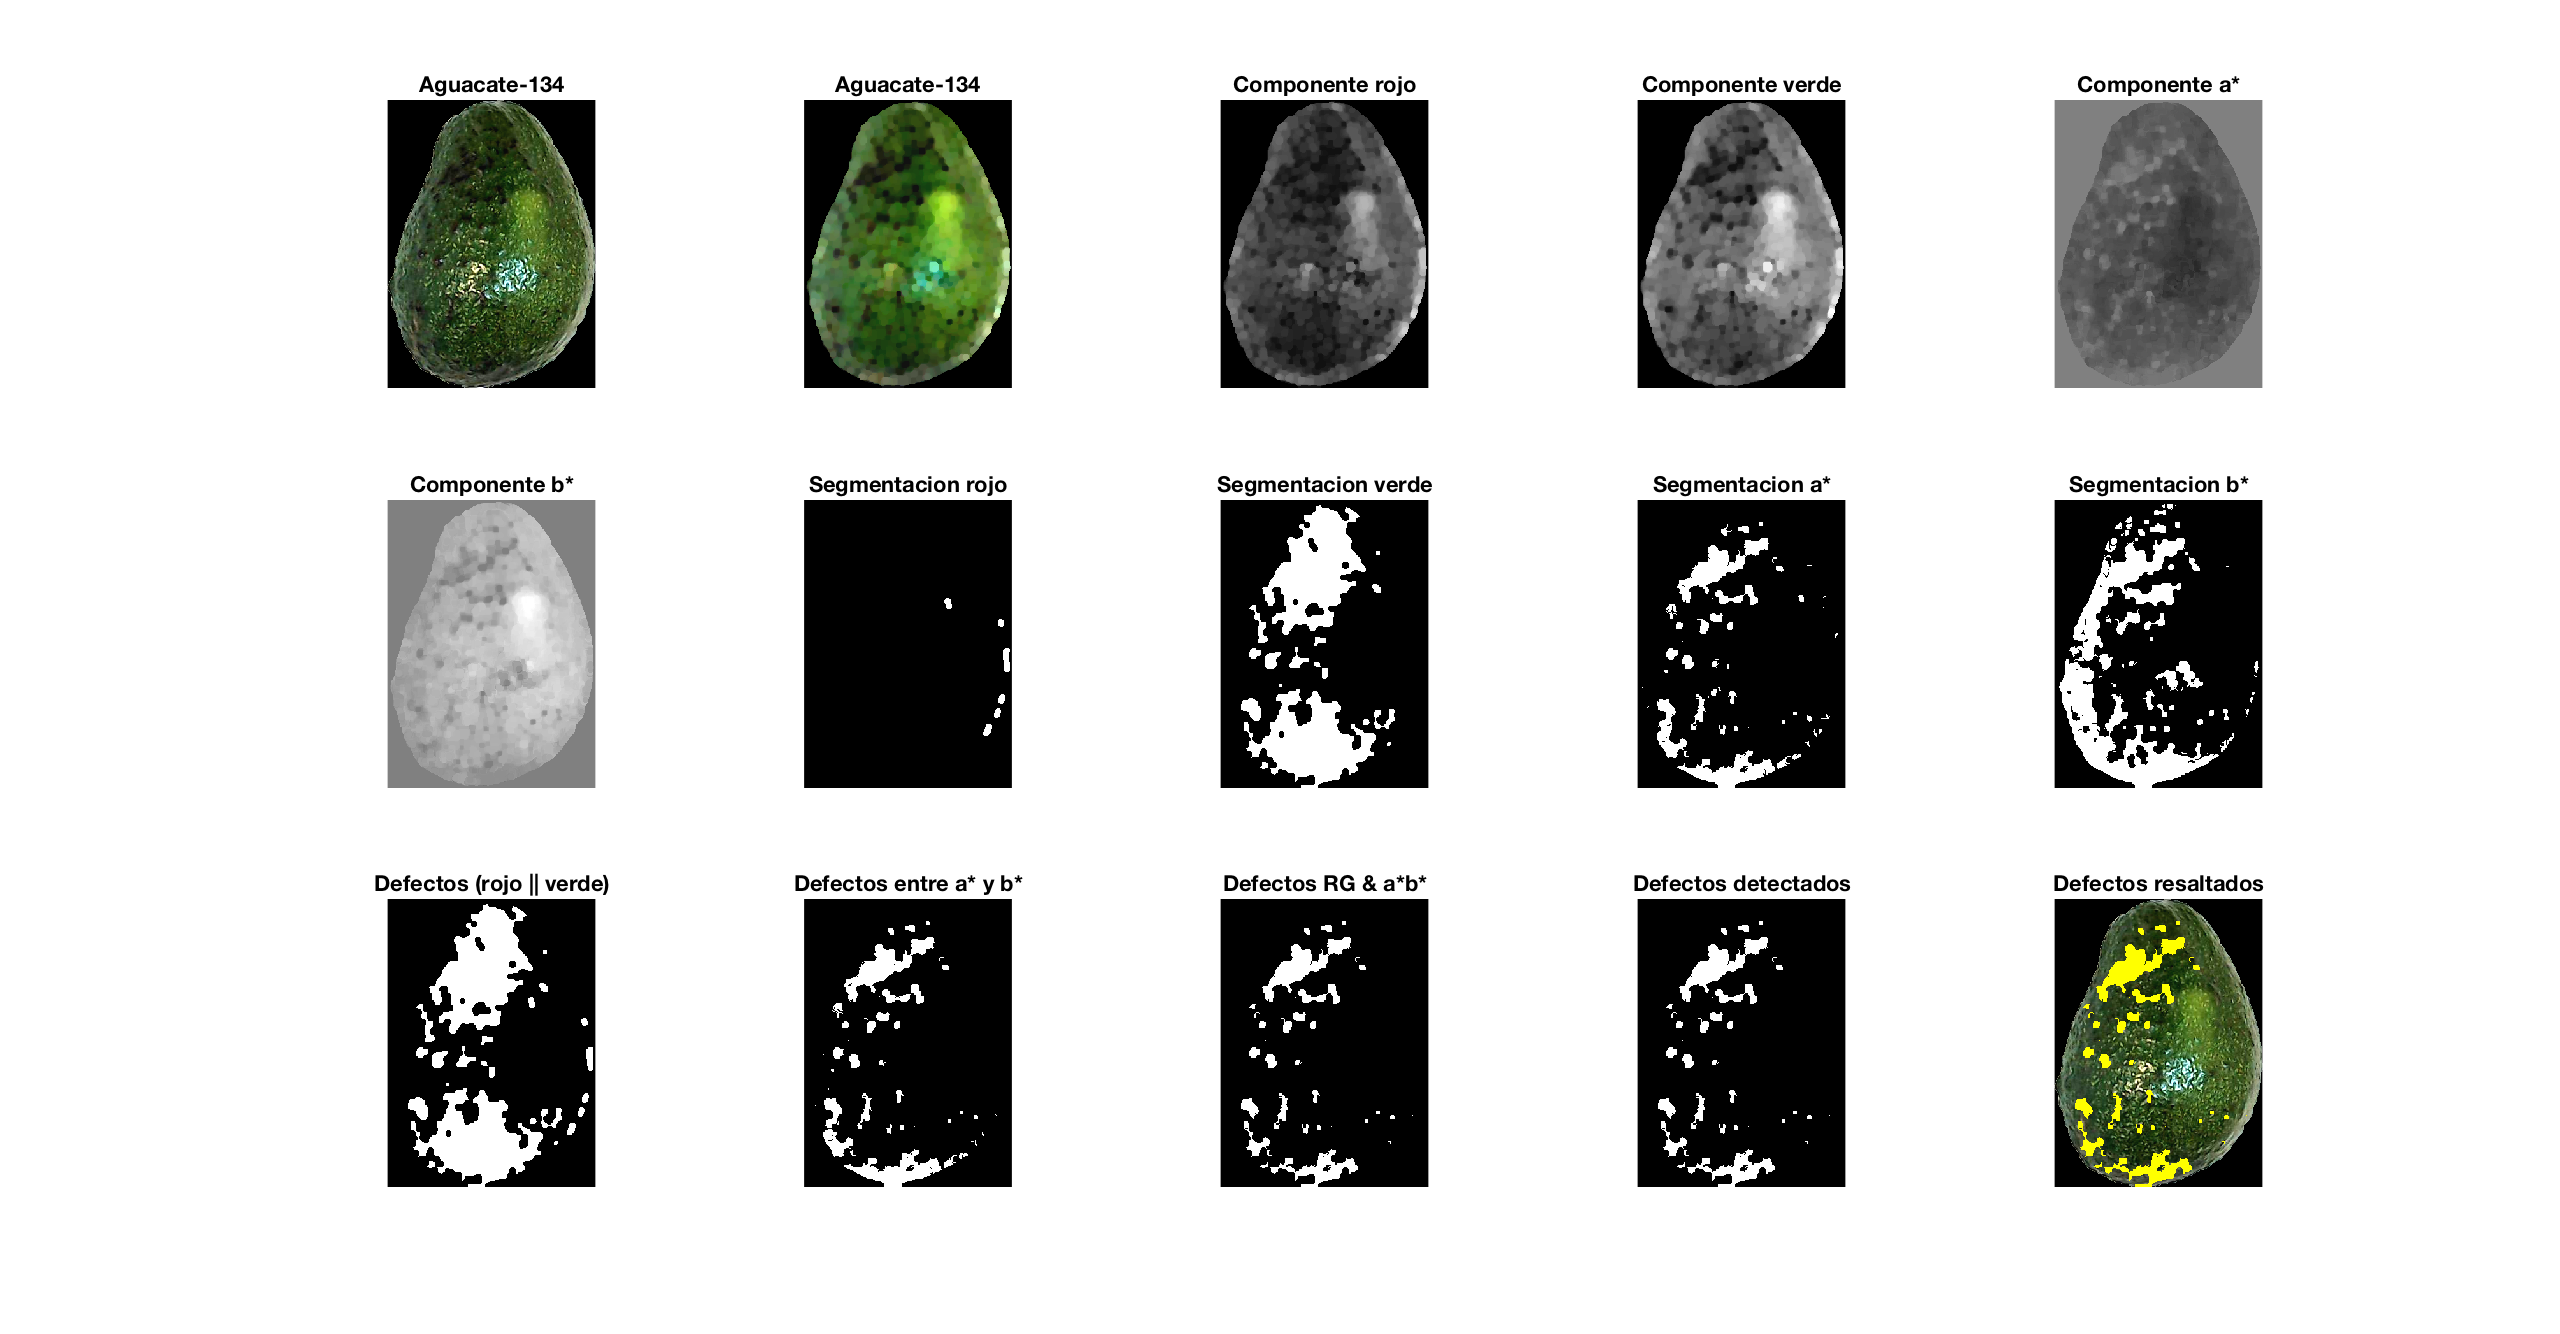 Aguacate-134
Aguacate-134
Componente rojo
Componente verde
Componente a*
Componente b*
Segmentacion rojo
Segmentacion verde
Segmentacion a*
Segmentacion b*
Defectos (rojo || verde)
Defectos entre a* y b*
Defectos RG & a*b*
Defectos detectados
Defectos resaltados